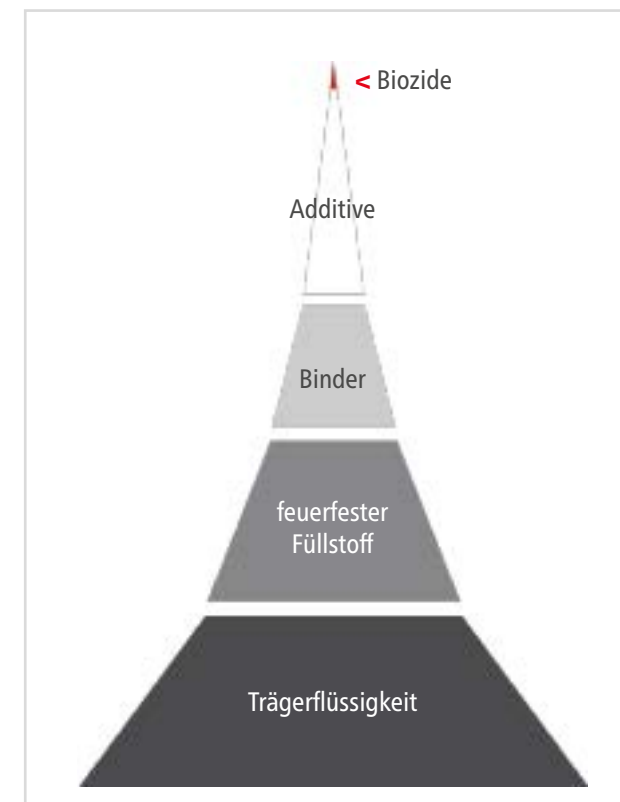 < Biozide
Additive
Binder
feuerfester
Füllstoff
Trägerflüssigkeit